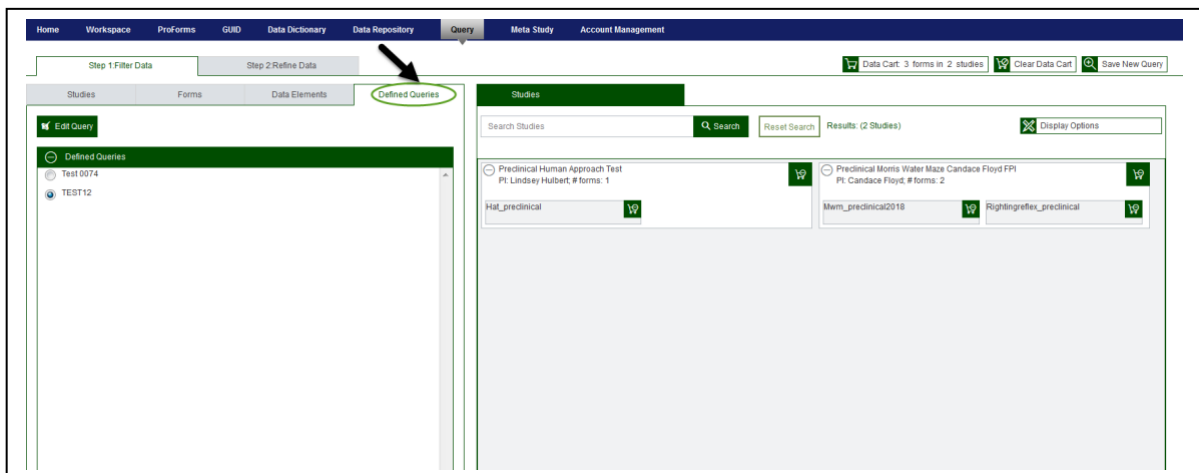 Home Workspace ProForms GUID Data Dictionary Data Repository Query Meta Study Account Management
Step 1:Filter Data Step 2:Refine Data Data Cart: 3 forms in 2 studies Clear Data Cart Save New Query
Studies Forms Data Elements Defined Queries Studies
Edit Query Search Studies Search Reset Search Results: (2 Studies) Display Options
Defined Queries
Test 0074
TEST12
Preclinical Human Approach Test
PI: Lindsey Hulbert; # forms: 1
Hat_preclinical
Preclinical Morris Water Maze Candace Floyd FPI
PI: Candace Floyd; # forms: 2
Mwm_preclinical2018 Rightingreflex_preclinical